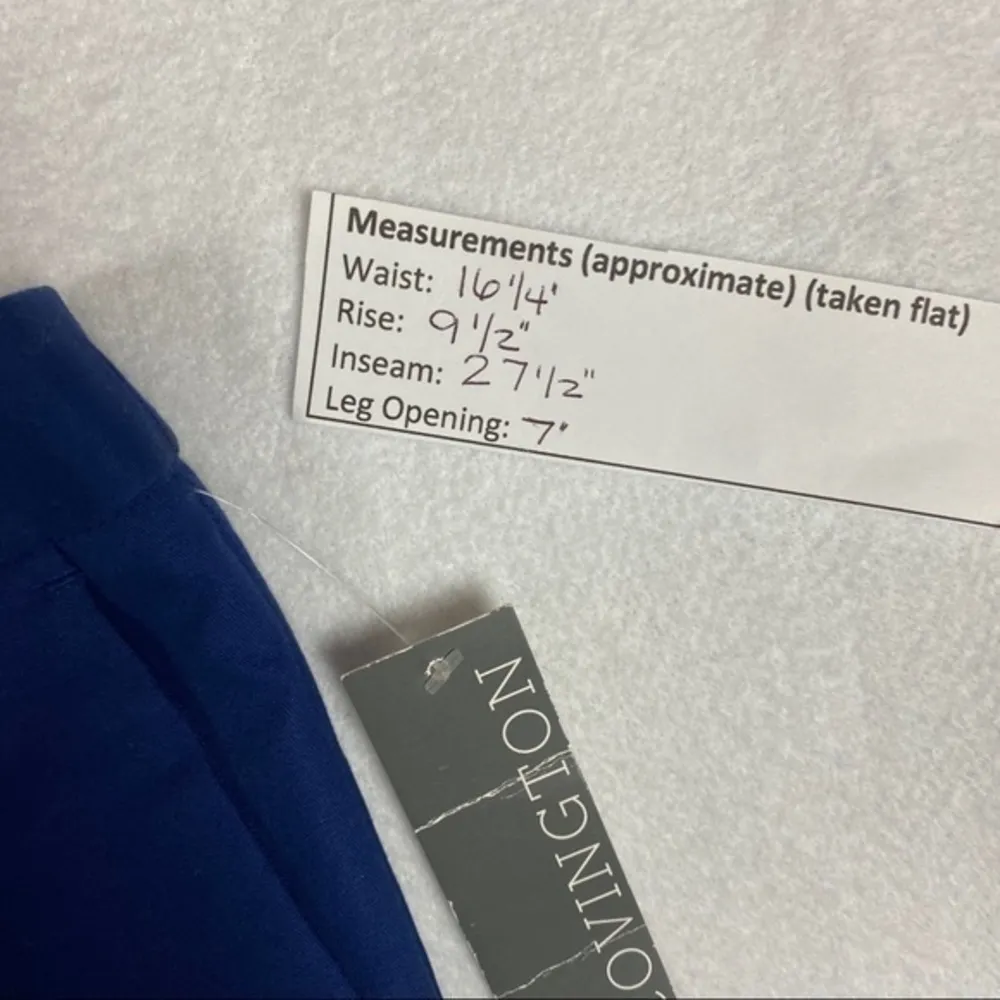 Measurements (approximate) (taken flat)
Waist: 16 1/4'
Rise: 9 1/2"
Inseam: 27 1/2"
Leg Opening: 7"
COVINGTON